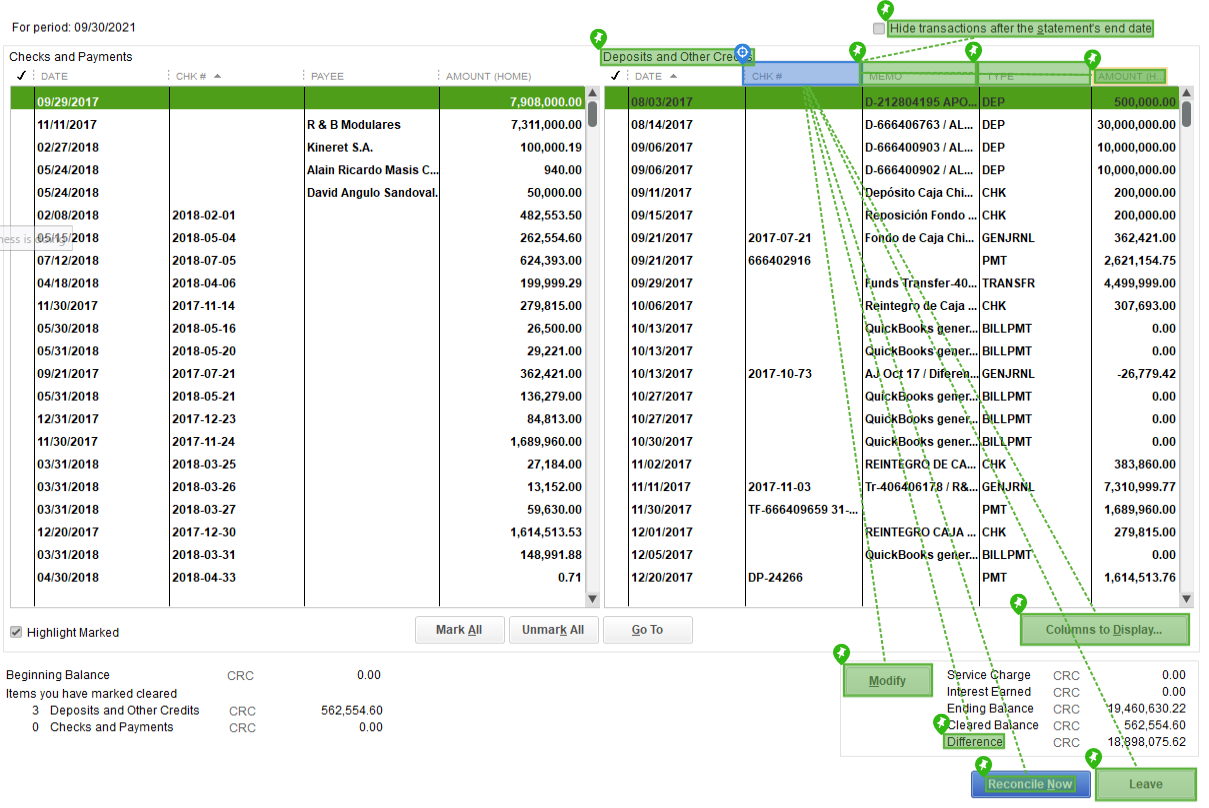 For period: 09/30/2021
Hide transactions after the statement's end date
Checks and Payments
DATE CHK # PAYEE AMOUNT (HOME)
09/29/2017 7,908,000.00
11/11/2017 R & B Modulares 7,311,000.00
02/27/2018 Kineret S.A. 100,000.19
05/24/2018 Alain Ricardo Masis C... 940.00
05/24/2018 David Angulo Sandoval. 50,000.00
02/08/2018 2018-02-01 482,553.50
05/15/2018 2018-05-04 262,554.60
07/12/2018 2018-07-05 624,393.00
04/18/2018 2018-04-06 199,999.29
11/30/2017 2017-11-14 279,815.00
05/30/2018 2018-05-16 26,500.00
05/31/2018 2018-05-20 29,221.00
09/21/2017 2017-07-21 362,421.00
05/31/2018 2018-05-21 136,279.00
12/31/2017 2017-12-23 84,813.00
11/30/2017 2017-11-24 1,689,960.00
03/31/2018 2018-03-25 27,184.00
03/31/2018 2018-03-26 13,152.00
03/31/2018 2018-03-27 59,630.00
12/20/2017 2017-12-30 1,614,513.53
03/31/2018 2018-03-31 148,991.88
04/30/2018 2018-04-33 0.71
ness is doing
Deposits and Other Credits
DATE CHK # MEMO TYPE AMOUNT (H...
08/03/2017 D-212804195 APO... DEP 500,000.00
08/14/2017 D-666406763 / AL... DEP 30,000,000.00
09/06/2017 D-666400903 / AL... DEP 10,000,000.00
09/06/2017 D-666400902 / AL... DEP 10,000,000.00
09/11/2017 Depósito Caja Chi... CHK 200,000.00
09/15/2017 Reposición Fondo ... CHK 200,000.00
09/21/2017 2017-07-21 Fondo de Caja Chi... GENJRNL 362,421.00
09/21/2017 666402916 PMT 2,621,154.75
09/29/2017 Funds Transfer-40... TRANSFR 4,499,999.00
10/06/2017 Reintegro de Caja ... CHK 307,693.00
10/13/2017 QuickBooks gener... BILLPMT 0.00
10/13/2017 QuickBooks gener... BILLPMT 0.00
10/13/2017 2017-10-73 AJ Oct 17 / Diferen... GENJRNL -26,779.42
10/27/2017 QuickBooks gener... BILLPMT 0.00
10/27/2017 QuickBooks gener... BILLPMT 0.00
10/30/2017 QuickBooks gener... BILLPMT 0.00
11/02/2017 REINTEGRO DE CA... CHK 383,860.00
11/11/2017 2017-11-03 Tr-406406178 / R&... GENJRNL 7,310,999.77
11/30/2017 TF-666409659 31-... PMT 1,689,960.00
12/01/2017 REINTEGRO CAJA ... CHK 279,815.00
12/05/2017 QuickBooks gener... BILLPMT 0.00
12/20/2017 DP-24266 PMT 1,614,513.76
Highlight Marked
Mark All Unmark All Go To Columns to Display...
Beginning Balance CRC 0.00
Items you have marked cleared
3 Deposits and Other Credits CRC 562,554.60
0 Checks and Payments CRC 0.00
Modify
Service Charge CRC 0.00
Interest Earned CRC 0.00
Ending Balance CRC 19,460,630.22
Cleared Balance CRC 562,554.60
Difference CRC 18,898,075.62
Reconcile Now Leave